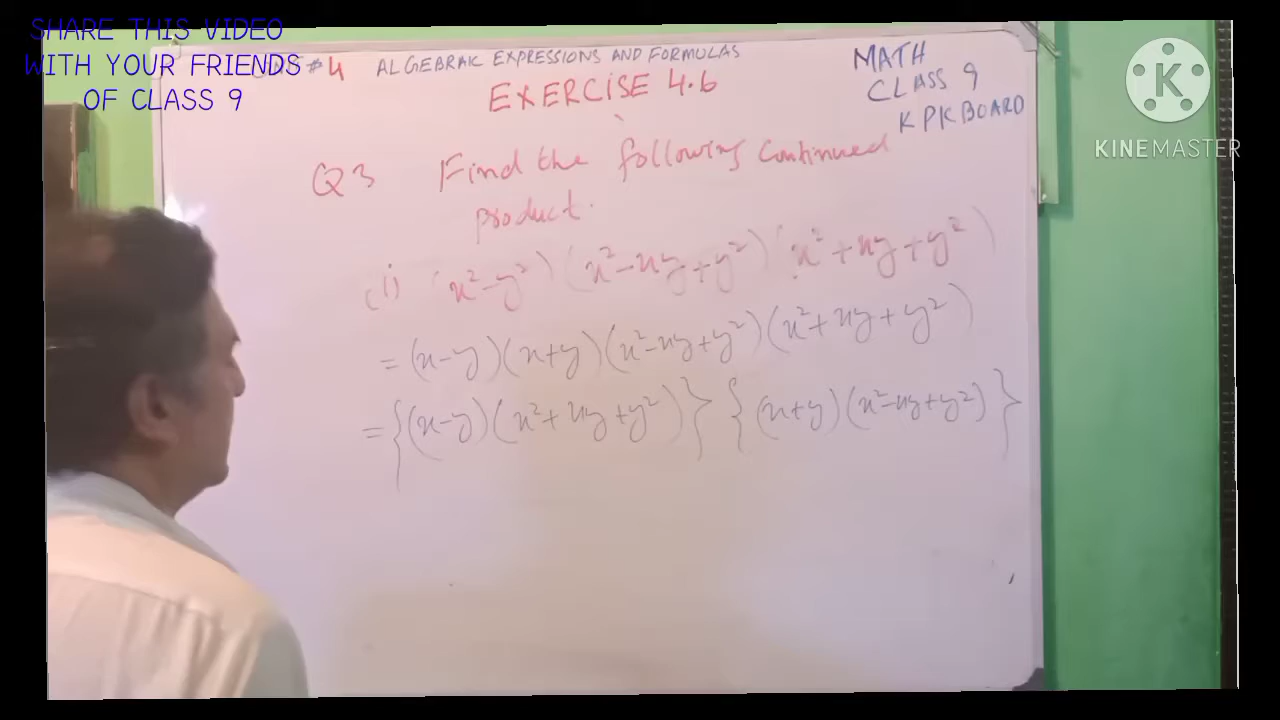 SHARE THIS VIDEO
WITH YOUR FRIENDS
OF CLASS 9
# 4 ALGEBRAIC EXPRESSIONS AND FORMULAS
EXERCISE 4.6
MATH
CLASS 9
KPK BOARD
K
KINEMASTER
Q3 Find the following continued
product.
(i) (x²-y²)(x²-xy+y²)(x²+xy+y²)
=(x-y)(x+y)(x²-xy+y²)(x²+xy+y²)
={(x-y)(x²+xy+y²)}{(x+y)(x²-xy+y²)}